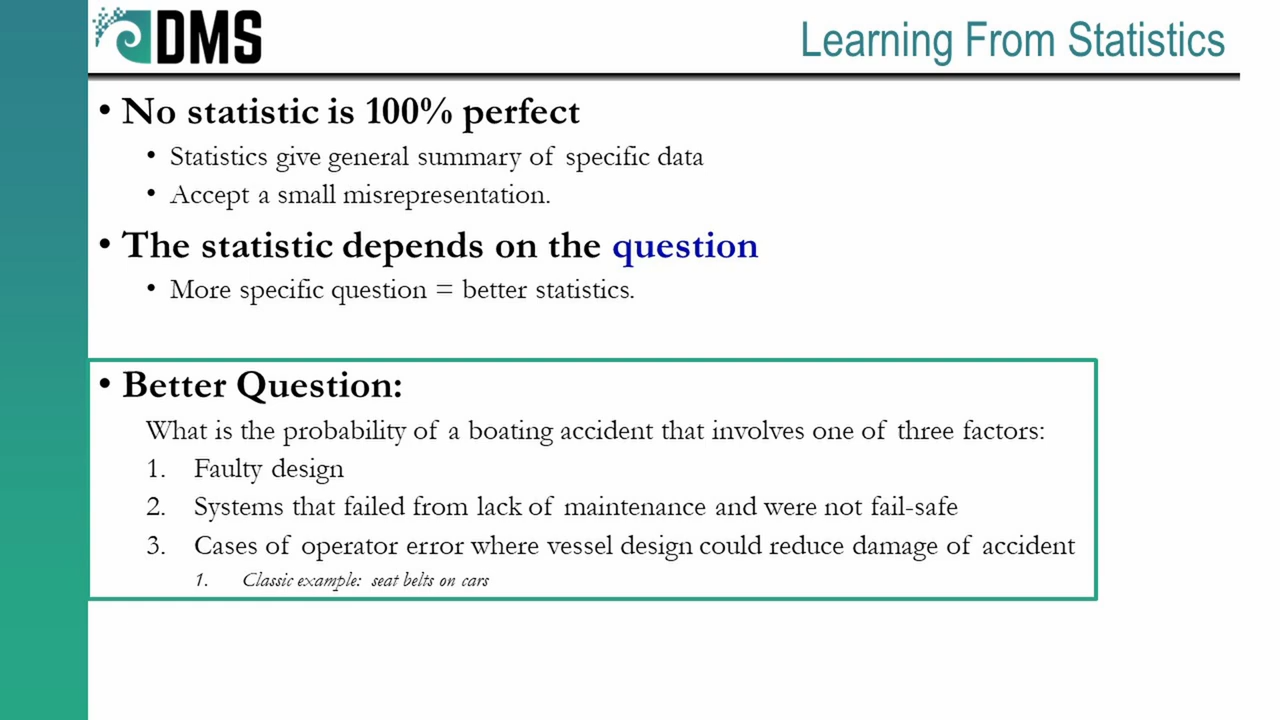 DMS
Learning From Statistics
• No statistic is 100% perfect
• Statistics give general summary of specific data
• Accept a small misrepresentation.
• The statistic depends on the question
• More specific question = better statistics.
• Better Question:
What is the probability of a boating accident that involves one of three factors:
1. Faulty design
2. Systems that failed from lack of maintenance and were not fail-safe
3. Cases of operator error where vessel design could reduce damage of accident
1. Classic example: seat belts on cars